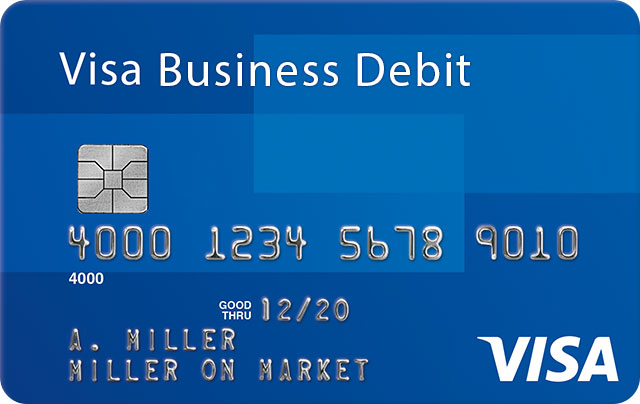 Visa Business Debit
4000 1234 5678 9010
4000
GOOD THRU 12/20
A. MILLER
MILLER ON MARKET
VISA